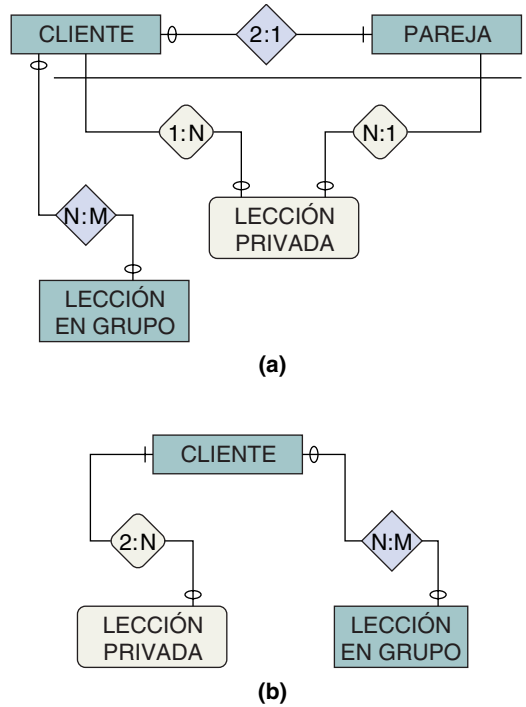 CLIENTE
2:1
PAREJA
1:N
N:1
N:M
LECCIÓN
PRIVADA
LECCIÓN
EN GRUPO
(a)
CLIENTE
2:N
N:M
LECCIÓN
PRIVADA
LECCIÓN
EN GRUPO
(b)